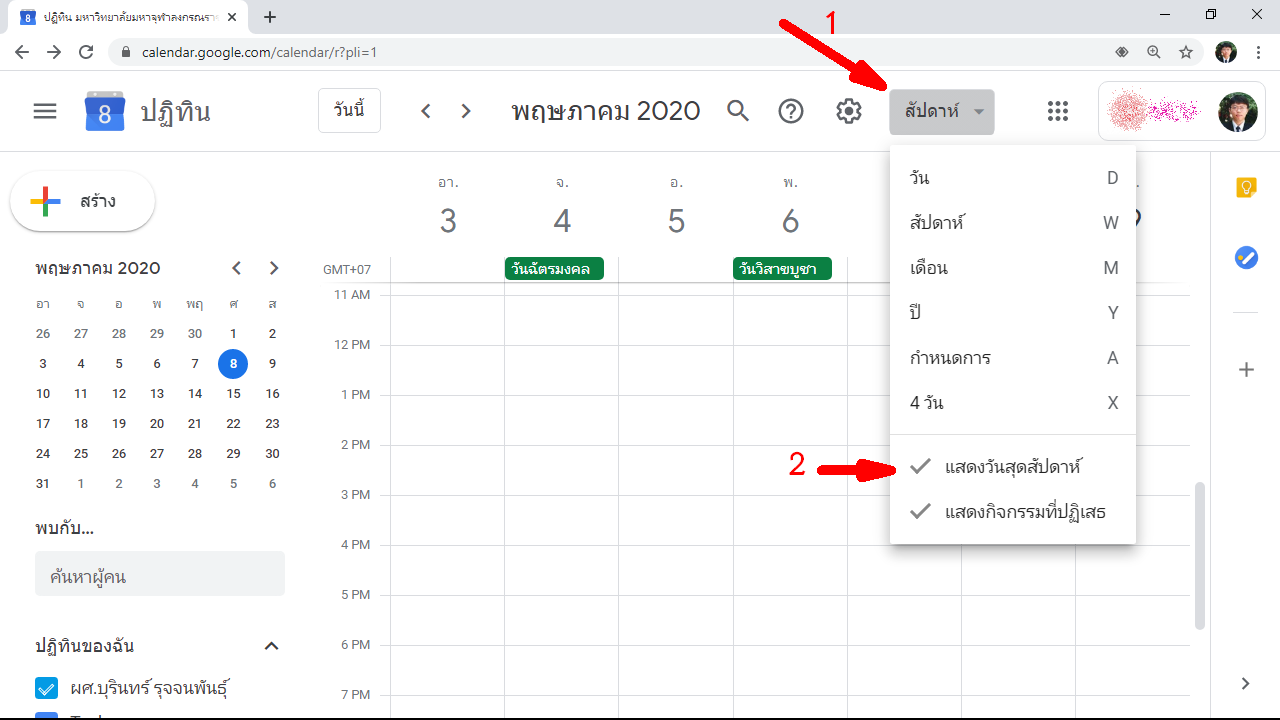 ปฏิทิน มหาวิทยาลัยมหาจุฬาลงกรณรา
calendar.google.com/calendar/r?pli=1
1
8
ปฏิทิน
วันนี้
พฤษภาคม 2020
สัปดาห์
สร้าง
อา. จ. อ. พ.
3 4 5 6
วัน D
สัปดาห์ W
เดือน M
ปี Y
กำหนดการ A
4 วัน X
2
แสดงวันสุดสัปดาห์
แสดงกิจกรรมที่ปฏิเสธ
GMT+07
วันฉัตรมงคล
วันวิสาขบูชา
11 AM
12 PM
1 PM
2 PM
3 PM
4 PM
5 PM
6 PM
7 PM
พฤษภาคม 2020
อา จ อ พ พฤ ศ ส
26 27 28 29 30 1 2
3 4 5 6 7 8 9
10 11 12 13 14 15 16
17 18 19 20 21 22 23
24 25 26 27 28 29 30
31 1 2 3 4 5 6
พบกับ...
ค้นหาผู้คน
ปฏิทินของฉัน
ผศ.บุรินทร์ รุจจนพันธุ์